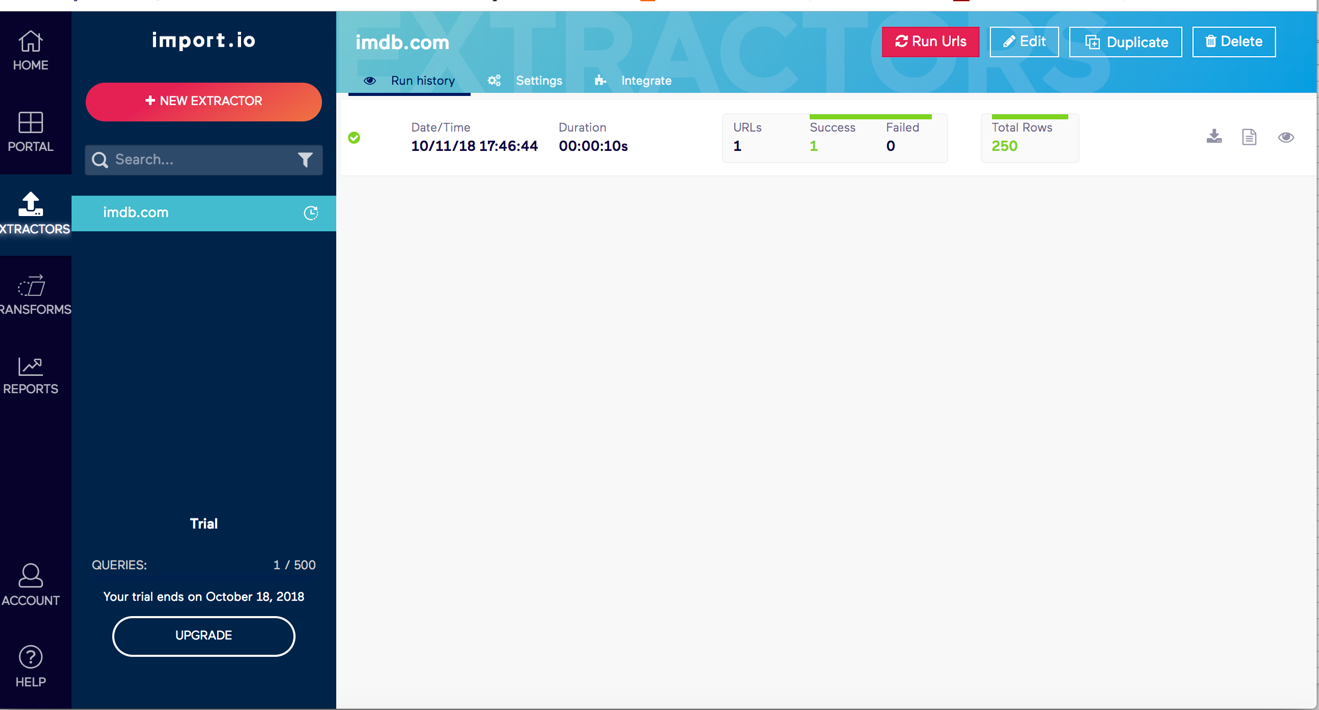 HOME
PORTAL
XTRACTORS
RANSFORMS
REPORTS
ACCOUNT
? HELP
import.io
+ NEW EXTRACTOR
Search...
imdb.com
Trial
QUERIES: 1 / 500
Your trial ends on October 18, 2018
UPGRADE
EXTRACTORS
imdb.com
Run Urls Edit Duplicate Delete
Run history Settings Integrate
Date/Time Duration URLs Success Failed Total Rows
10/11/18 17:46:44 00:00:10s 1 1 0 250